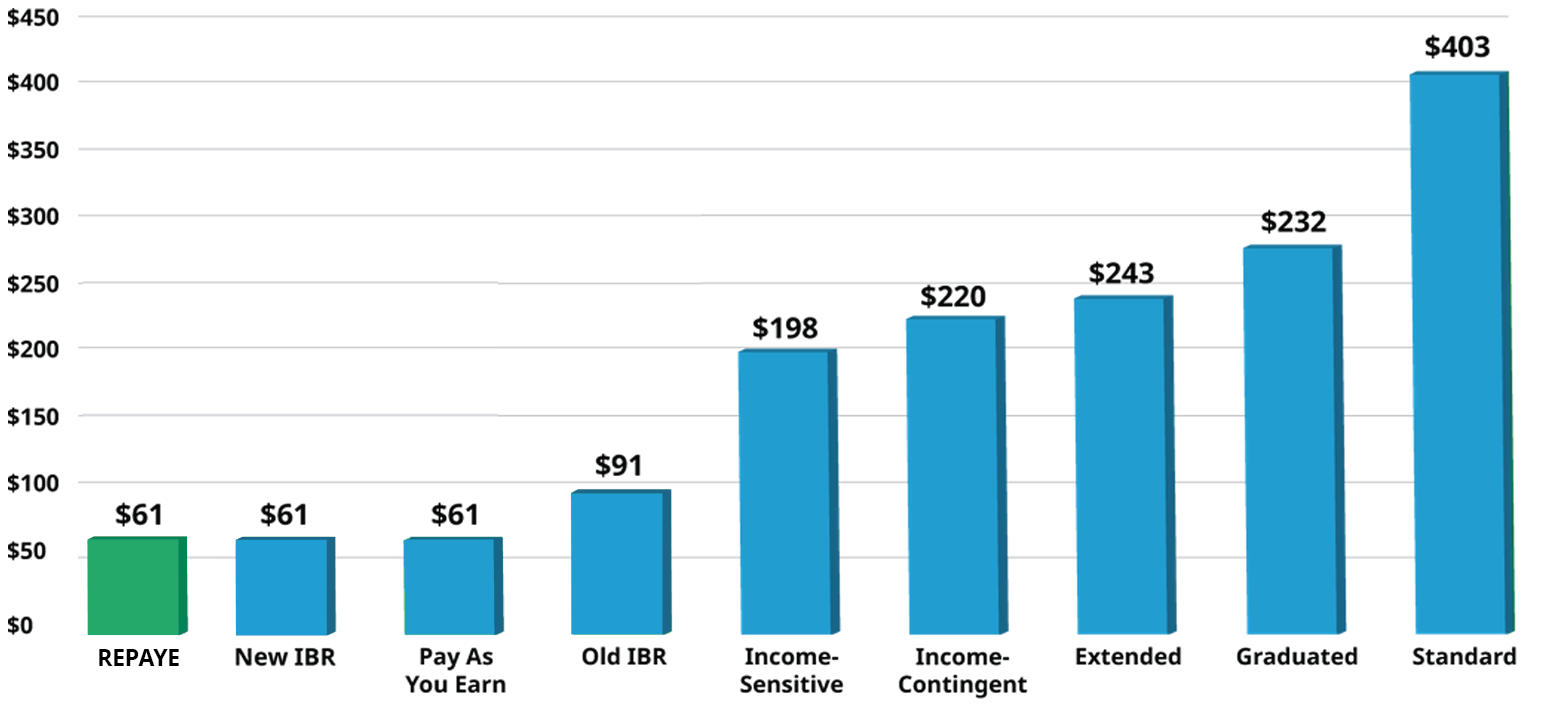 $450
$400
$350
$300
$250
$200
$150
$100
$50
$0
$61
$61
$61
$91
$198
$220
$243
$232
$403
REPAYE
New IBR
Pay As
You Earn
Old IBR
Income-
Sensitive
Income-
Contingent
Extended
Graduated
Standard